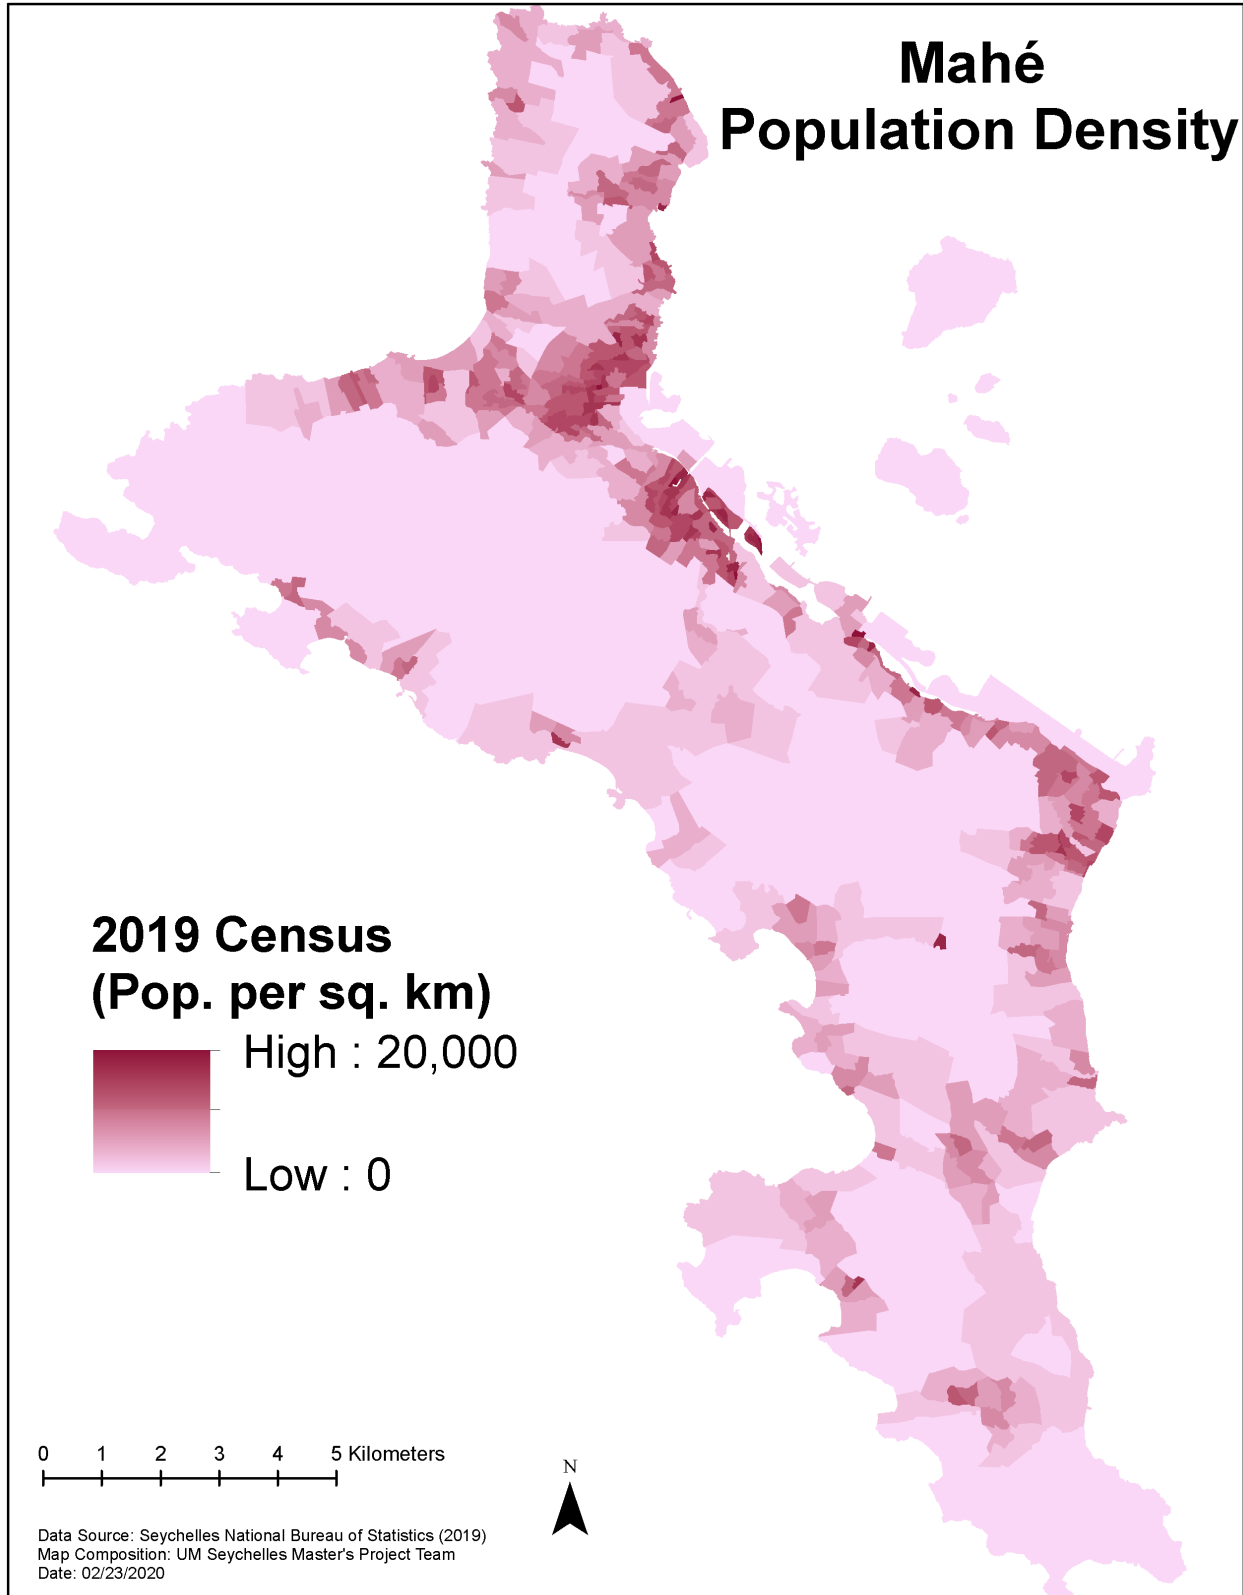 Mahé
Population Density
2019 Census
(Pop. per sq. km)
High : 20,000
Low : 0
0 1 2 3 4 5 Kilometers
N
Data Source: Seychelles National Bureau of Statistics (2019)
Map Composition: UM Seychelles Master's Project Team
Date: 02/23/2020